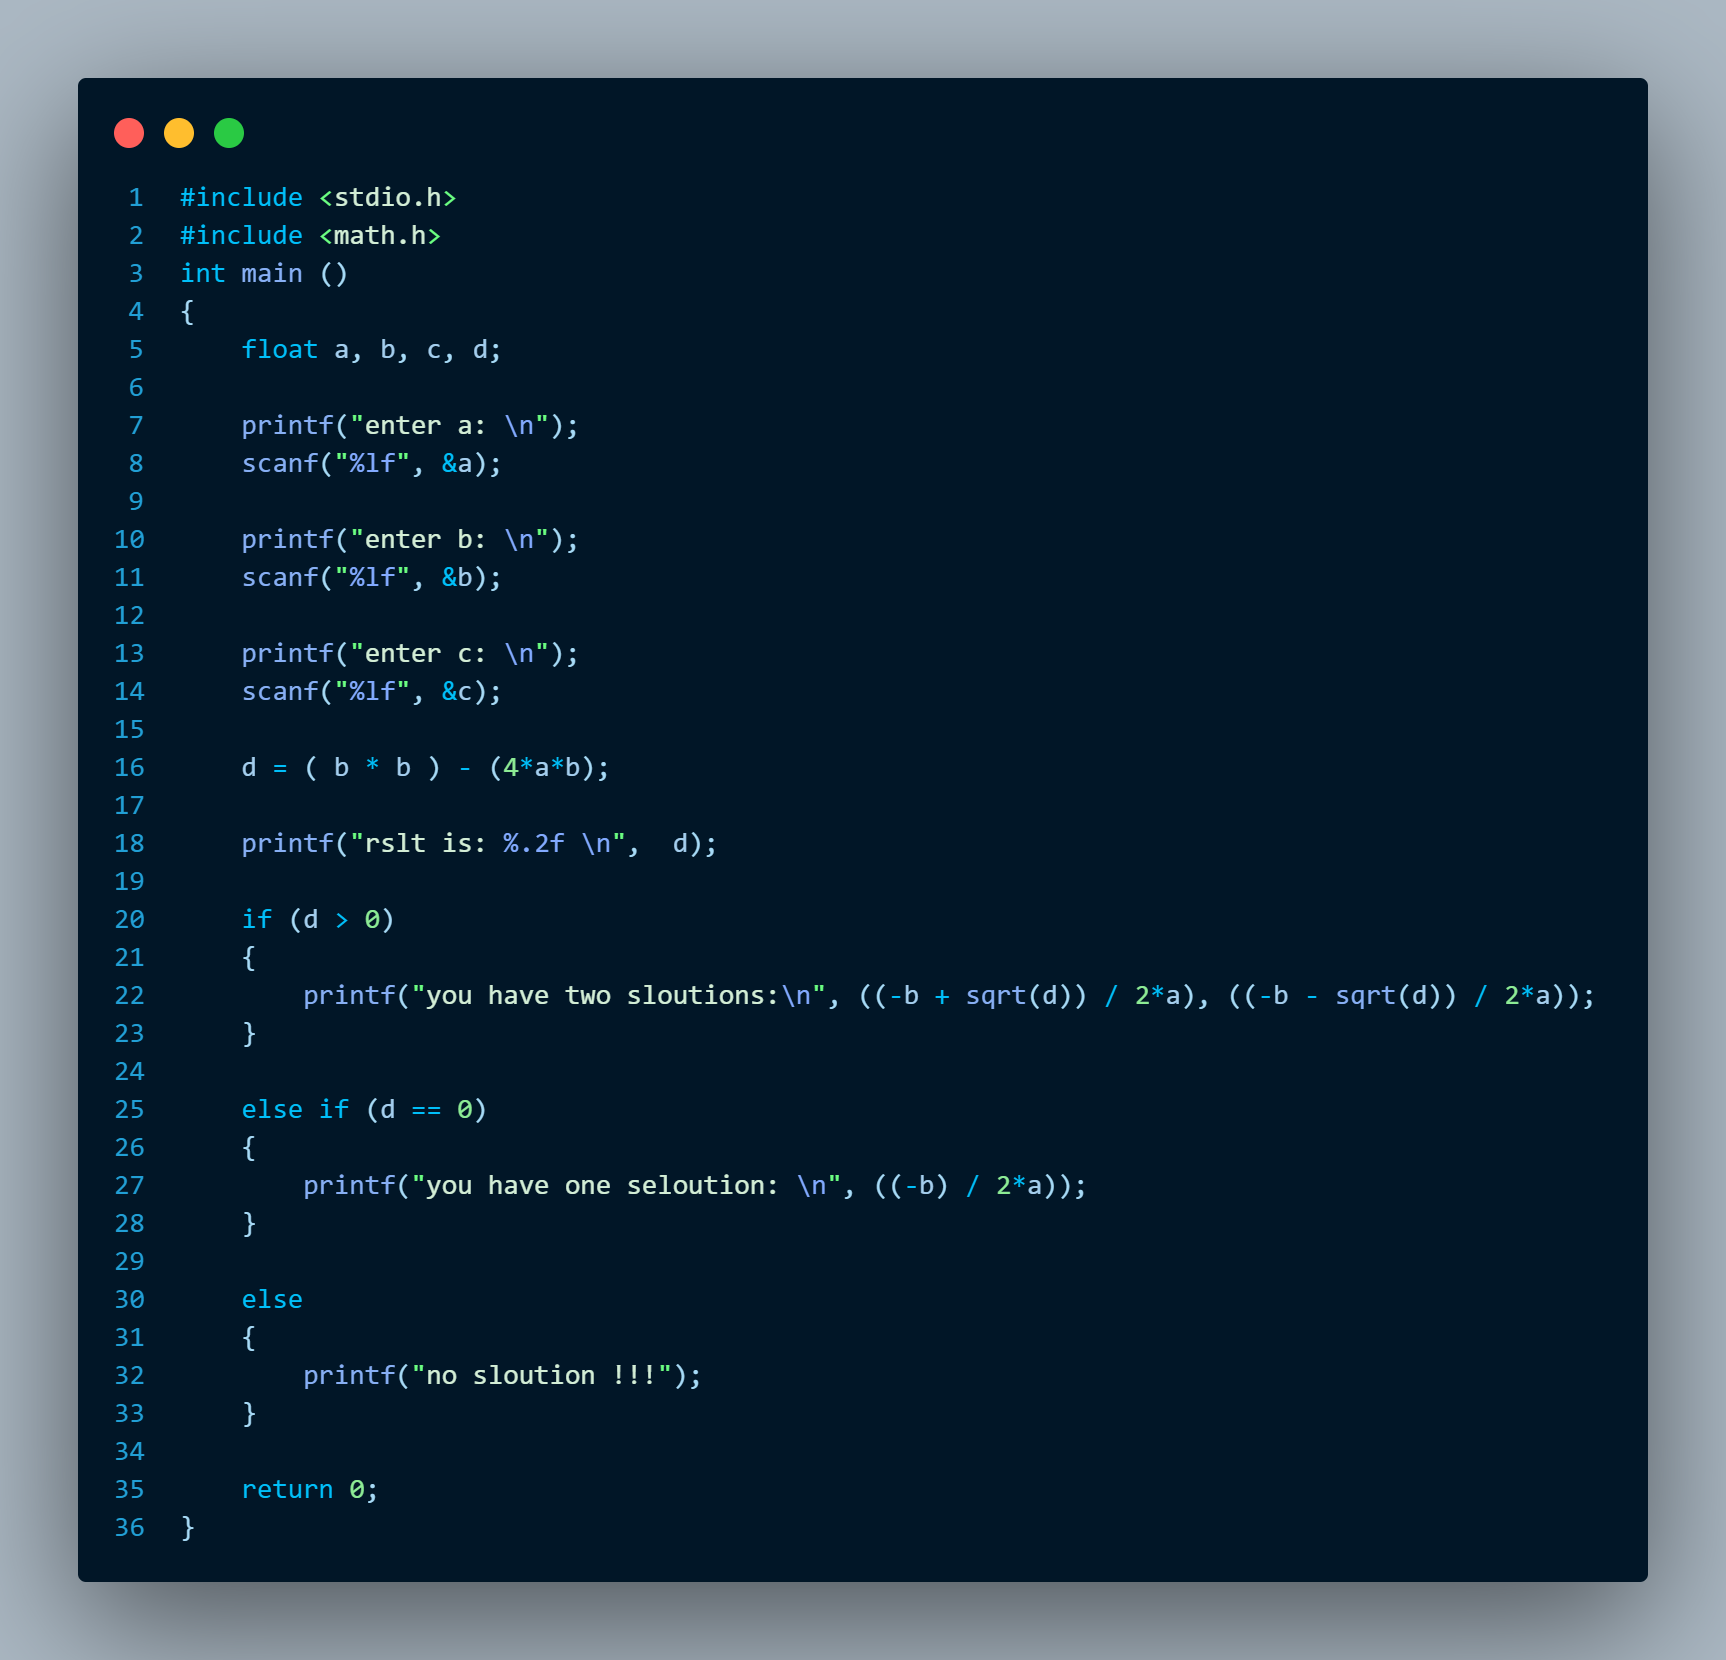 1 #include <stdio.h>
2 #include <math.h>
3 int main ()
4 {
5     float a, b, c, d;
6
7     printf("enter a: \n");
8     scanf("%lf", &a);
9
10     printf("enter b: \n");
11     scanf("%lf", &b);
12
13     printf("enter c: \n");
14     scanf("%lf", &c);
15
16     d = ( b * b ) - (4*a*b);
17
18     printf("rslt is: %.2f \n",  d);
19
20     if (d > 0)
21     {
22         printf("you have two sloutions:\n", ((-b + sqrt(d)) / 2*a), ((-b - sqrt(d)) / 2*a));
23     }
24
25     else if (d == 0)
26     {
27         printf("you have one seloution: \n", ((-b) / 2*a));
28     }
29
30     else
31     {
32         printf("no sloution !!!");
33     }
34
35     return 0;
36 }